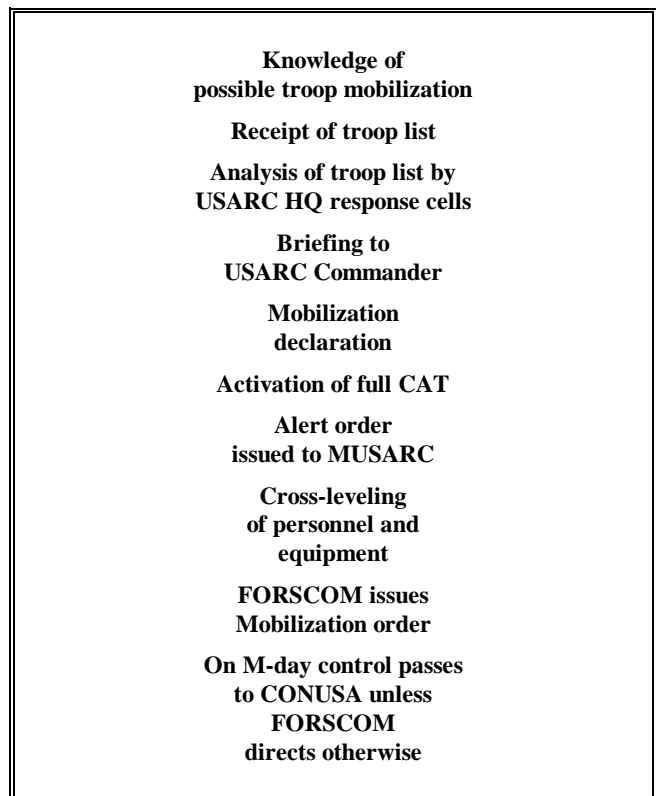 Knowledge of
possible troop mobilization
Receipt of troop list
Analysis of troop list by
USARC HQ response cells
Briefing to
USARC Commander
Mobilization
declaration
Activation of full CAT
Alert order
issued to MUSARC
Cross-leveling
of personnel and
equipment
FORSCOM issues
Mobilization order
On M-day control passes
to CONUSA unless
FORSCOM
directs otherwise